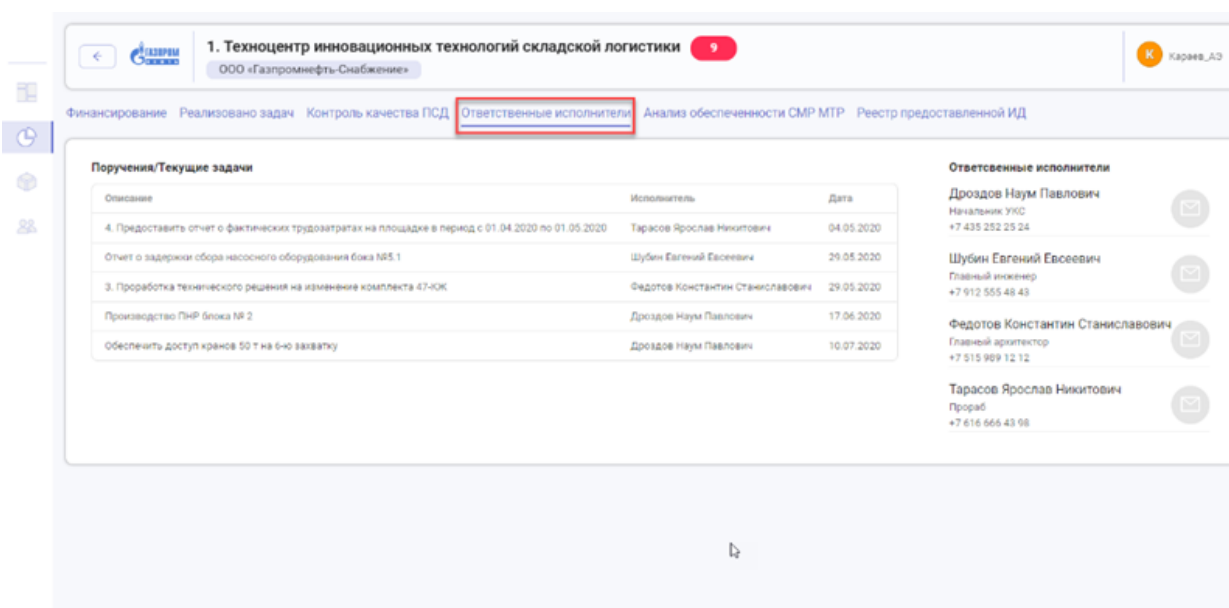 1. Техноцентр инновационных технологий складской логистики 9
ГАЗПРОМ
ООО «Газпромнефть-Снабжение»
К Караев_АЭ
Финансирование Реализовано задач Контроль качества ПСД Ответственные исполнители Анализ обеспеченности СМР МТР Реестр предоставленной ИД
Поручения/Текущие задачи
Описание Исполнитель Дата
4. Предоставить отчет о фактических трудозатратах на площадке в период с 01.04.2020 по 01.05.2020 Тарасов Ярослав Никитович 04.05.2020
Отчет о задержки сбора насосного оборудования бока №5.1 Шубин Евгений Евсеевич 29.05.2020
3. Проработка технического решения на изменение комплекта 47-КЖ Федотов Константин Станиславович 29.05.2020
Производство ПНР блока № 2 Дроздов Наум Павлович 17.06.2020
Обеспечить доступ кранов 50 т на 6-ю захватку Дроздов Наум Павлович 10.07.2020
Ответсвенные исполнители
Дроздов Наум Павлович
Начальник УКС
+7 435 252 25 24
Шубин Евгений Евсеевич
Главный инженер
+7 912 555 48 43
Федотов Константин Станиславович
Главный архитектор
+7 515 989 12 12
Тарасов Ярослав Никитович
Прораб
+7 616 666 43 98